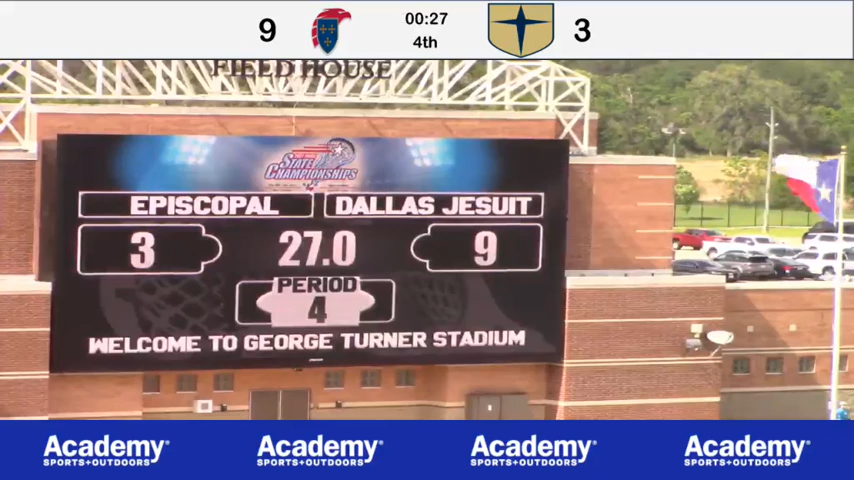 9 00:27 3
4th
FIELD HOUSE
STATE
CHAMPIONSHIPS
EPISCOPAL DALLAS JESUIT
3 27.0 9
PERIOD
4
WELCOME TO GEORGE TURNER STADIUM
Academy Academy Academy Academy
SPORTS+OUTDOORS SPORTS+OUTDOORS SPORTS+OUTDOORS SPORTS+OUTDOORS